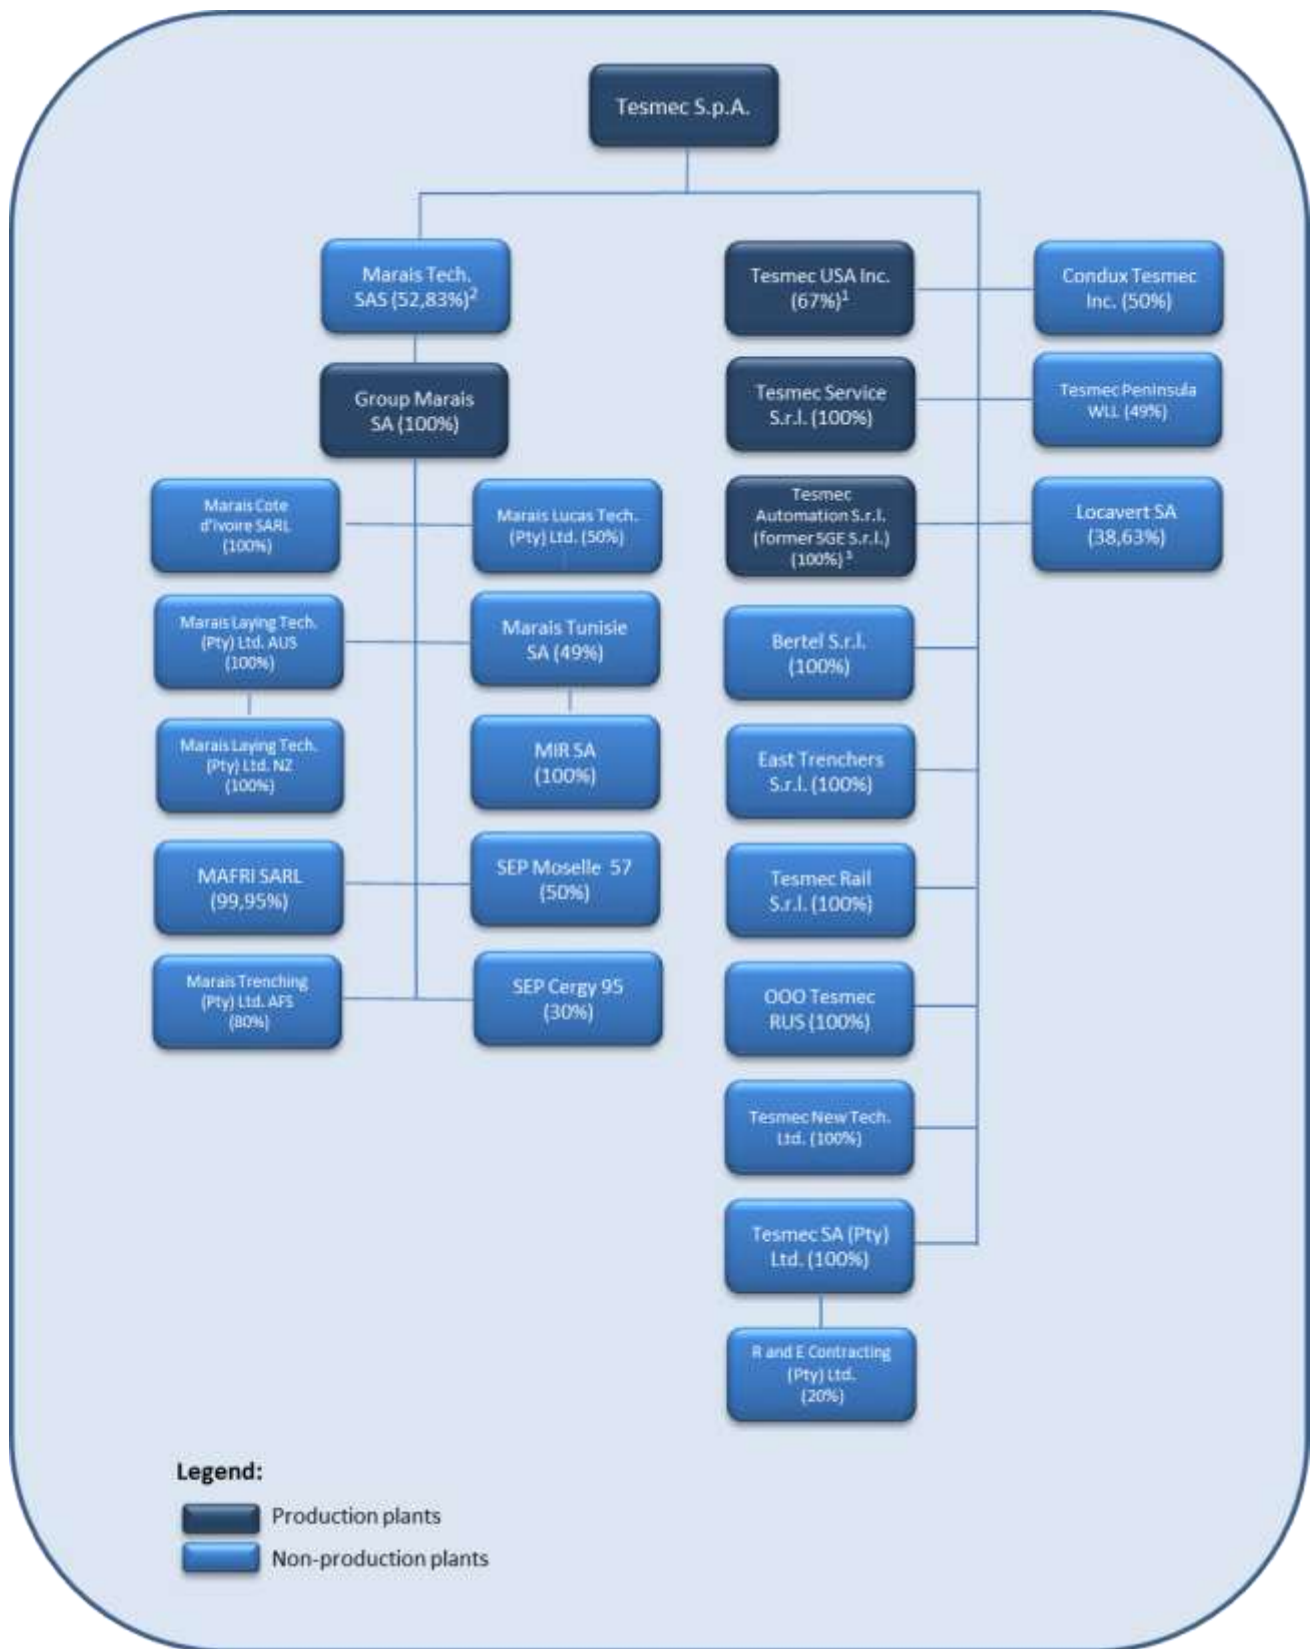 Tesmec S.p.A.
Marais Tech.
SAS (52,83%)²
Group Marais
SA (100%)
Marais Cote
d'ivoire SARL
(100%)
Marais Lucas Tech.
(Pty) Ltd. (50%)
Marais Laying Tech.
(Pty) Ltd. AUS
(100%)
Marais Tunisie
SA (49%)
Marais Laying Tech.
(Pty) Ltd. NZ
(100%)
MIR SA
(100%)
MAFRI SARL
(99,95%)
SEP Moselle 57
(50%)
Marais Trenching
(Pty) Ltd. AFS
(80%)
SEP Cergy 95
(30%)
Tesmec USA Inc.
(67%)¹
Condux Tesmec
Inc. (50%)
Tesmec Service
S.r.l. (100%)
Tesmec Peninsula
WLL (49%)
Tesmec
Automation S.r.l.
(former SGE S.r.l.)
(100%) ³
Locavert SA
(38,63%)
Bertel S.r.l.
(100%)
East Trenchers
S.r.l. (100%)
Tesmec Rail
S.r.l. (100%)
OOO Tesmec
RUS (100%)
Tesmec New Tech.
Ltd. (100%)
Tesmec SA (Pty)
Ltd. (100%)
R and E Contracting
(Pty) Ltd.
(20%)
Legend:
Production plants
Non-production plants